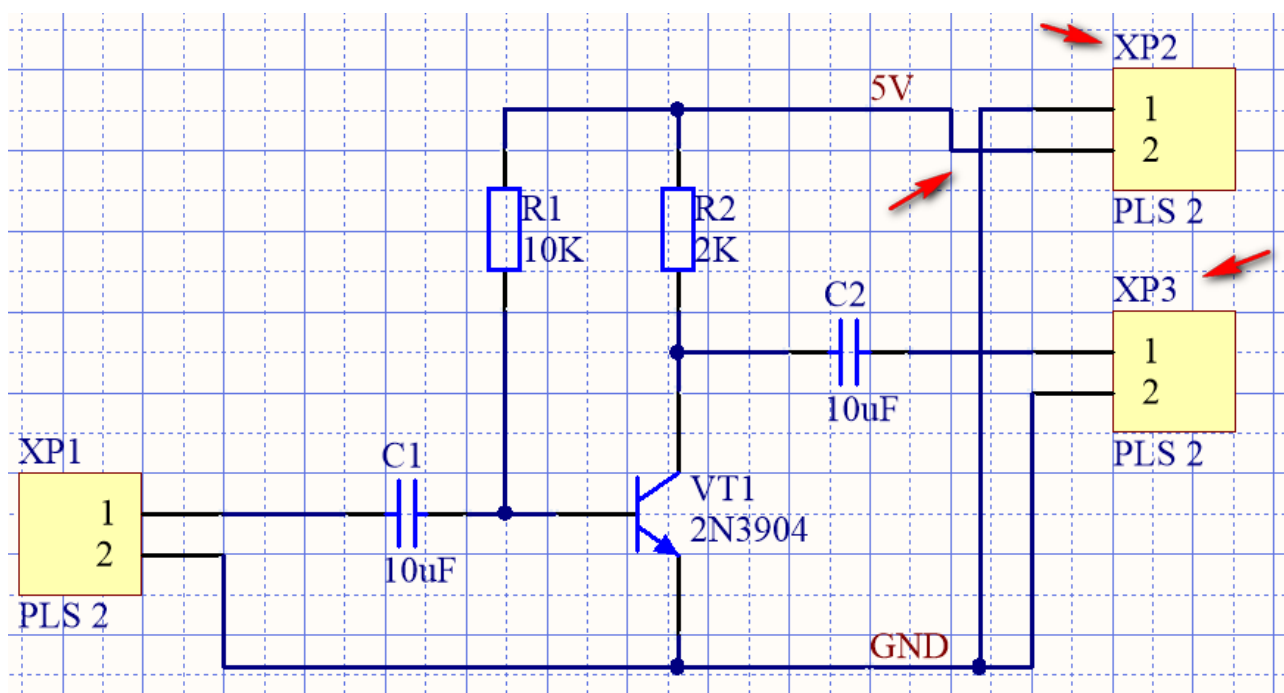 XP2
5V
1
2
R1
10K
R2
2K
PLS 2
XP3
C2
1
2
10uF
PLS 2
XP1
C1
1
2
VT1
2N3904
10uF
PLS 2
GND